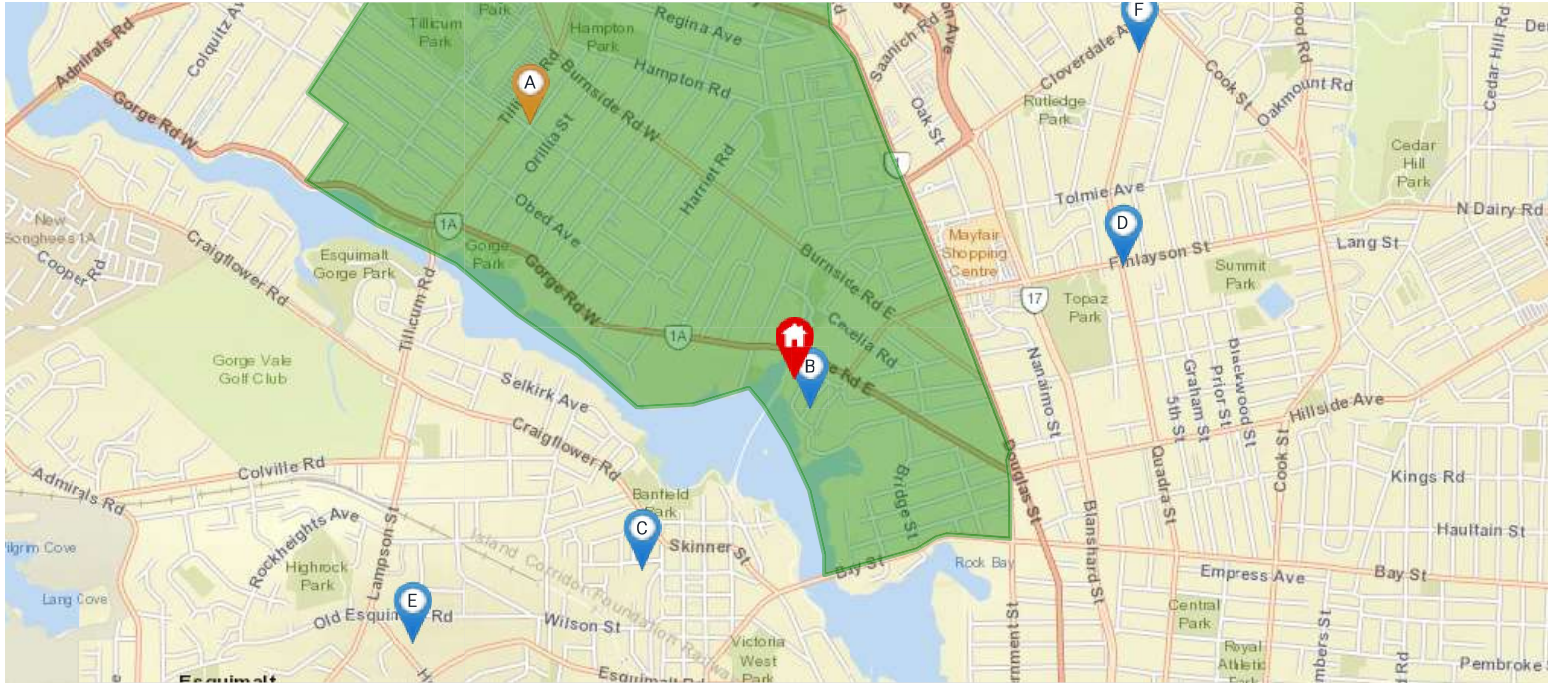 Park
Tillicum
Park
Hampton
Park
Regina Ave
Hampton Rd
Admirals Rd
Colquitz Av
Gorge Rd W
A
Burnside Rd W
Orillia St
Harriet Rd
Obed Ave
Saanich Rd
Oak St
Cloverdale A
F
Cook St
Oakmount Rd
Rutledge
Park
Cedar Hill Rd
Cedar
Hill
Park
Tolmie Ave
N Dairy Rd
Lang St
D
Finlayson St
Summit
Park
Mayfair
Shopping
Centre
17
Topaz
Park
New
Songhees 1A
Cooper Rd
Craigflower Rd
Esquimalt
Gorge Park
1A
Gorge
Park
Gorge Rd W
1A
Tillicum Rd
Burnside Rd E
Cecelia Rd
B
e Rd E
Gorge Vale
Golf Club
Selkirk Ave
Craigflower Rd
Nanaimo St
5th St
Graham St
Prior St
Blackwood St
Hillside Ave
Cook St
Quadra St
Kings Rd
Haultain St
Colville Rd
Admirals Rd
Rockheights Ave
Lampson St
Banfield
Park
C
Skinner St
Island Corridor Foundation Railway
Bridge St
Douglas St
Blanshard St
Bay St
Rock Bay
Empress Ave
Bay St
ilgrim Cove
Lang Cove
Highrock
Park
E
Old Esquim
Rd
Wilson St
Victoria
West
Park
Esquimalt Rd
Esquimalt
rnment St
Central
Park
Royal
Athletic
Park
mbers St
Pembroke